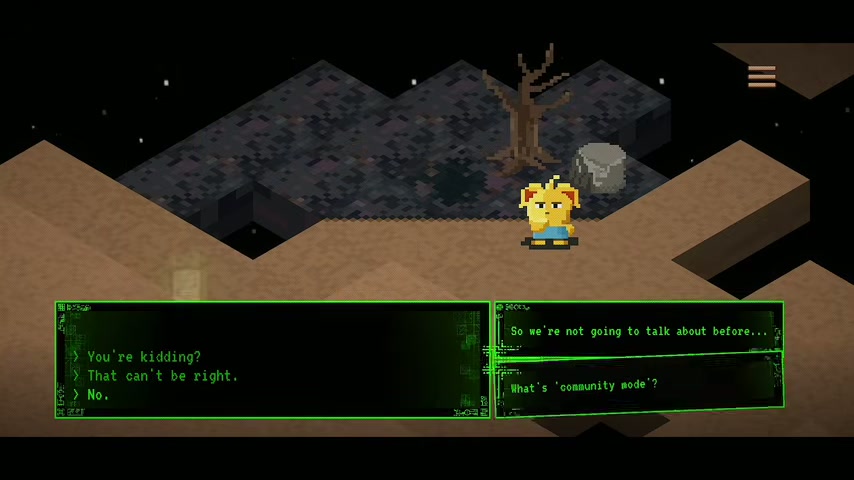 > You're kidding?
> That can't be right.
> No.
So we're not going to talk about before...
What's 'community mode'?